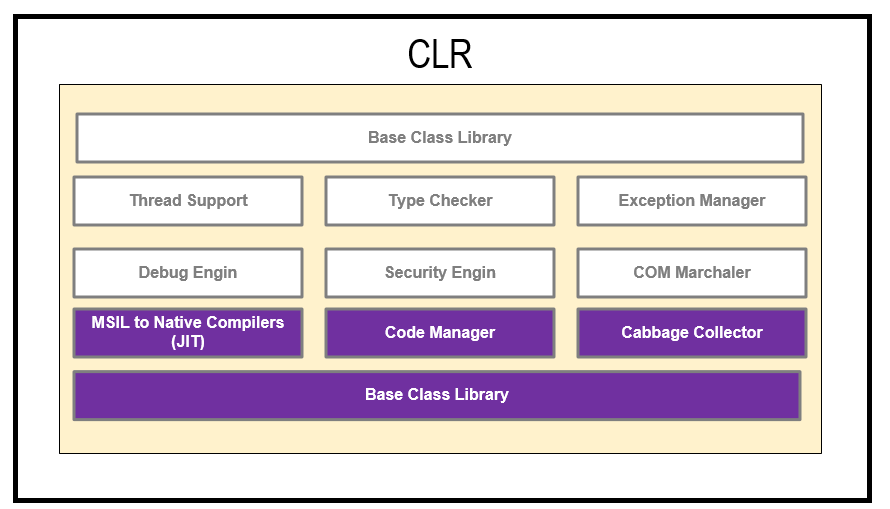 CLR
Base Class Library
Thread Support
Type Checker
Exception Manager
Debug Engin
Security Engin
COM Marchaler
MSIL to Native Compilers
(JIT)
Code Manager
Cabbage Collector
Base Class Library